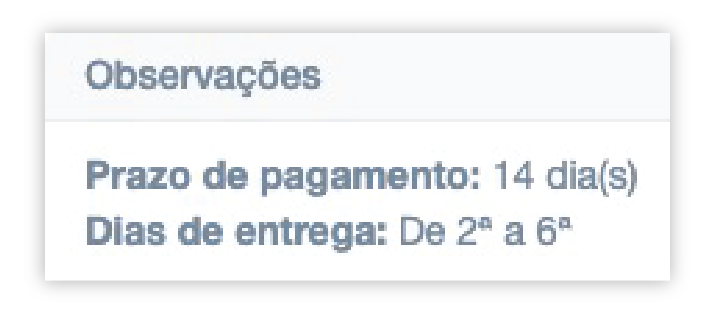 Observações
Prazo de pagamento: 14 dia(s)
Dias de entrega: De 2ª a 6ª